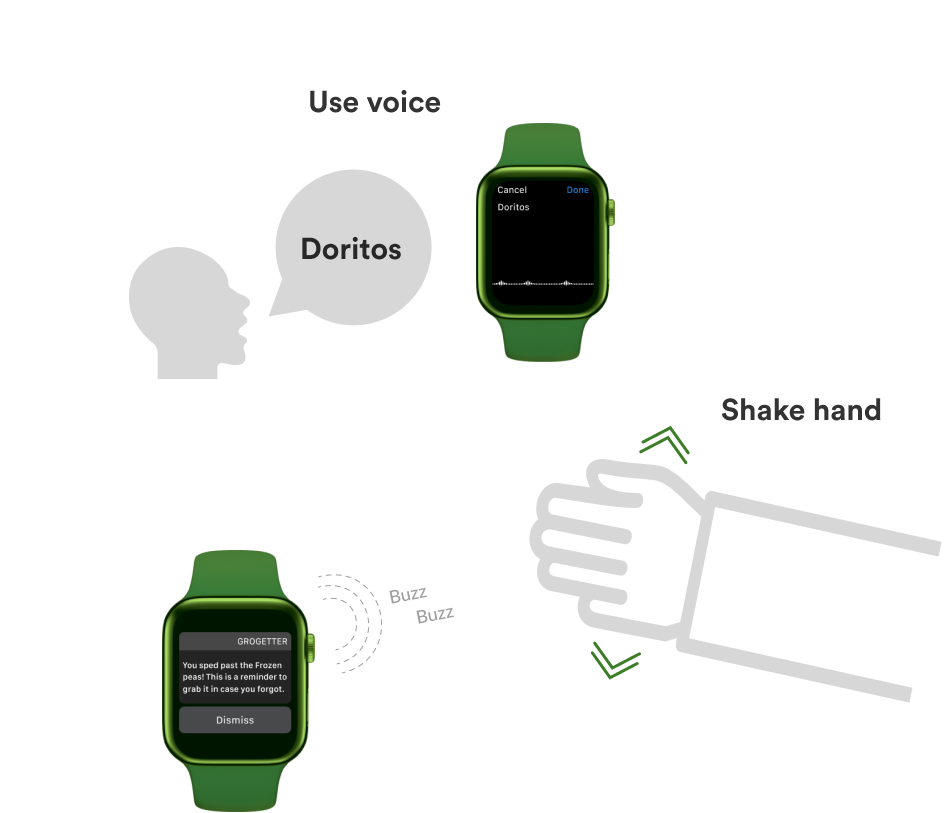 Use voice
Cancel Done
Doritos
Doritos
Shake hand
Buzz
Buzz
GROGETTER
You sped past the Frozen
peas! This is a reminder to
grab it in case you forgot.
Dismiss